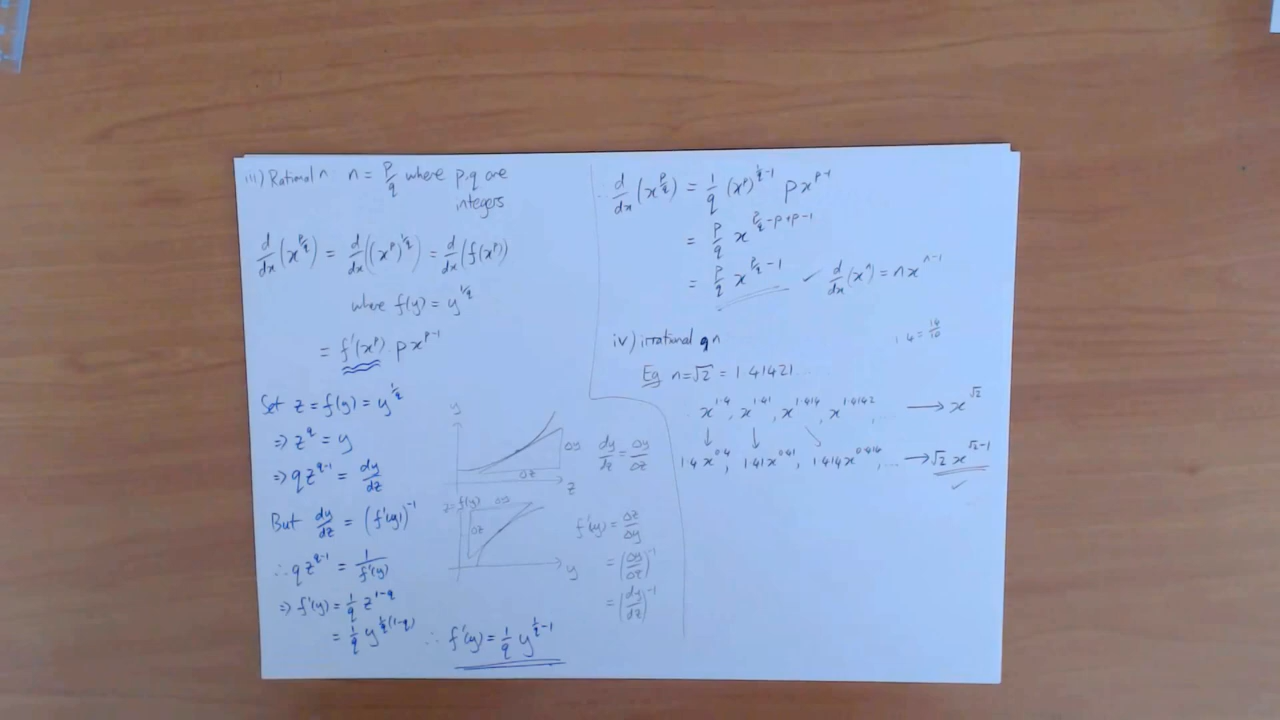 iii) Rational n n = p/q where p,q are
integers
d/dx (x^(p/q)) = d/dx ((x^p)^(1/q)) = d/dx (f(x^p))
where f(y) = y^(1/q)
= f'(x^p) . p x^(p-1)
Set z = f(y) = y^(1/q)
⇒ z^q = y
⇒ q z^(q-1) = dy/dz
But dy/dz = (f'(y))^-1
∴ q z^(q-1) = 1/f'(y)
⇒ f'(y) = 1/q z^(1-q)
= 1/q y^(1/q(1-q)) ∴ f'(y) = 1/q y^(1/q-1)
y
Δy
Δz
z
dy/dz = Δy/Δz
z=f(y)
Δy
Δz
y
f'(y) = Δz/Δy
= (Δy/Δz)^-1
= (dy/dz)^-1
∴ d/dx (x^(p/q)) = 1/q (x^p)^(1/q-1) p x^(p-1)
= p/q x^(p/q-p+p-1)
= p/q x^(p/q-1) ✓ d/dx (x^n) = n x^(n-1)
iv) irrational n
1.4 = 14/10
Eg n = √2 = 1.41421...
x^1.4, x^1.41, x^1.414, x^1.4142, ... → x^√2
↓ ↓ ↘
1.4x^0.4, 1.41x^0.41, 1.414x^0.414, ... → √2 x^(√2-1)
✓